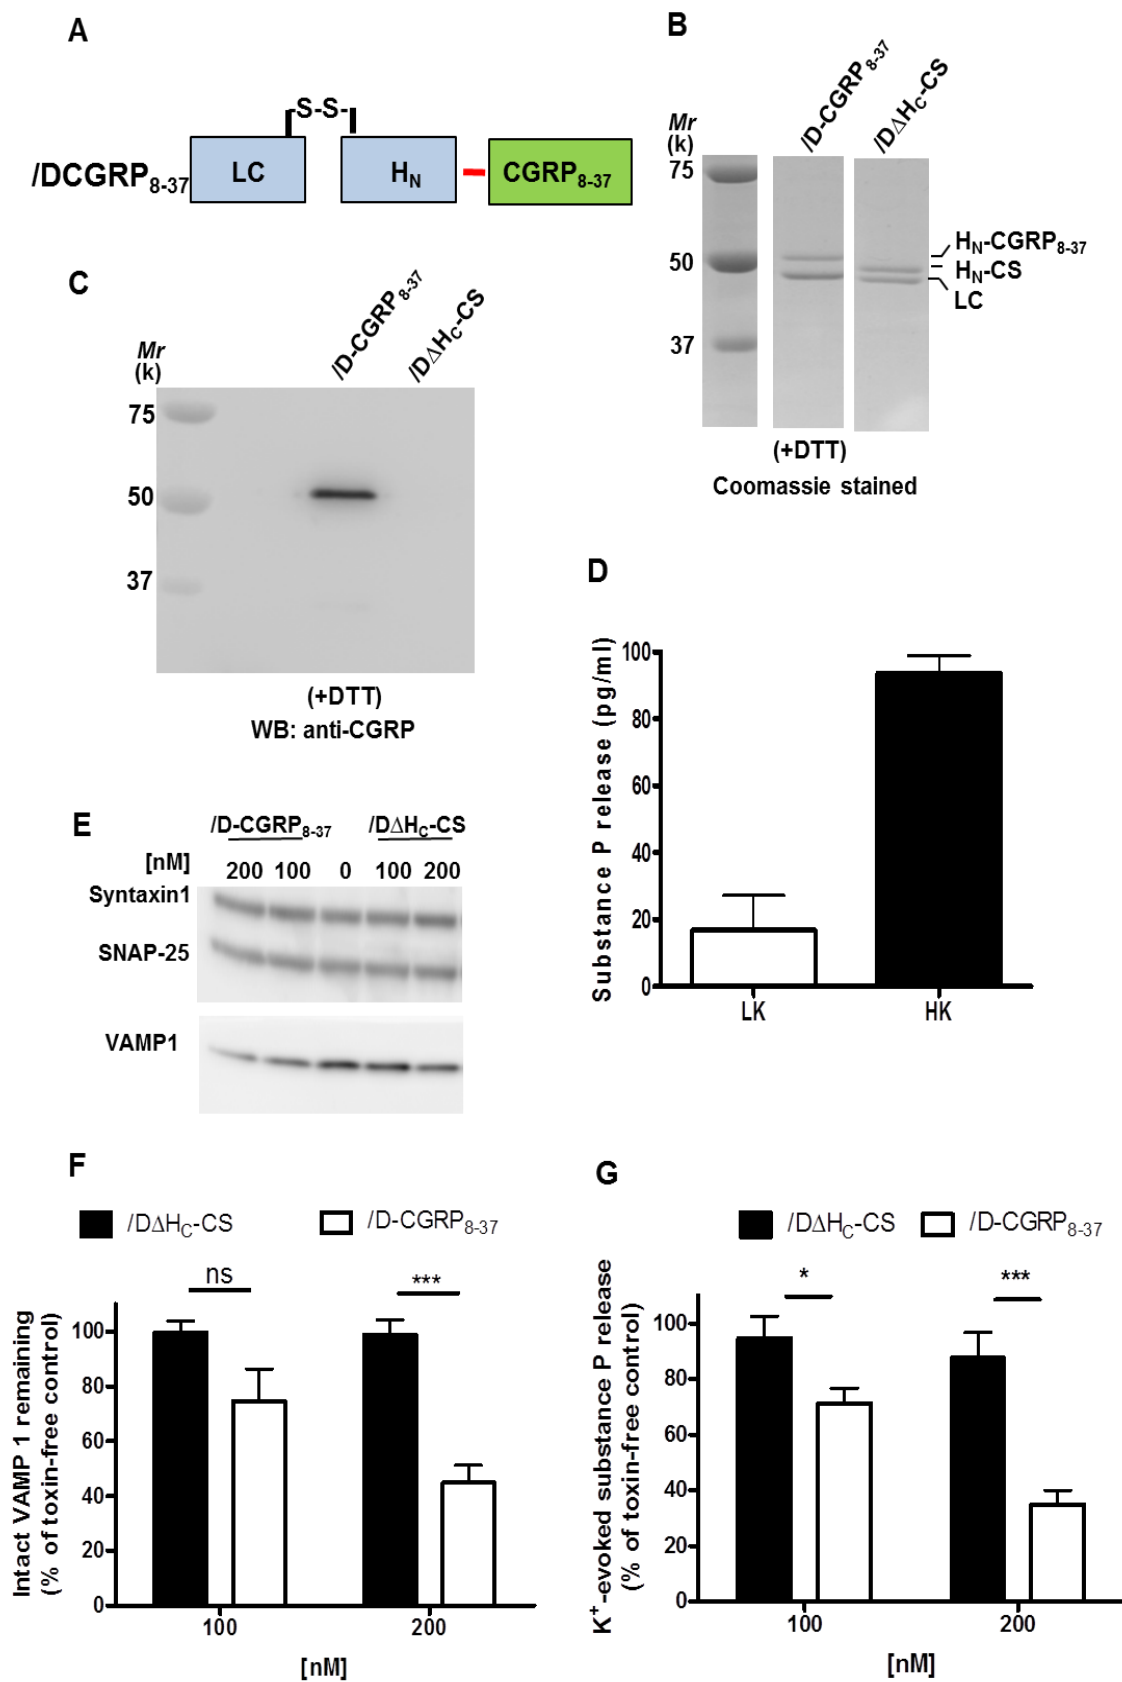 A
-S-S-
/DCGRP8-37
LC
HN
CGRP8-37
B
/D-CGRP8-37
/DΔHC-CS
Mr
(k)
75
50
37
HN-CGRP8-37
HN-CS
LC
(+DTT)
Coomassie stained
C
/D-CGRP8-37
/DΔHC-CS
Mr
(k)
75
50
37
(+DTT)
WB: anti-CGRP
D
Substance P release (pg/ml)
100
80
60
40
20
0
LK
HK
E
/D-CGRP8-37
/DΔHC-CS
[nM]
200 100 0 100 200
Syntaxin1
SNAP-25
VAMP1
F
/DΔHC-CS
/D-CGRP8-37
ns
***
Intact VAMP 1 remaining
(% of toxin-free control)
100
80
60
40
20
0
100
200
[nM]
G
/DΔHC-CS
/D-CGRP8-37
*
***
K+-evoked substance P release
(% of toxin-free control)
100
80
60
40
20
0
100
200
[nM]